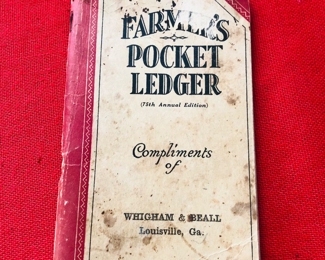 FARMER'S
POCKET
LEDGER
(75th Annual Edition)
Compliments
of
WHIGHAM & BEALL
Louisville, Ga.